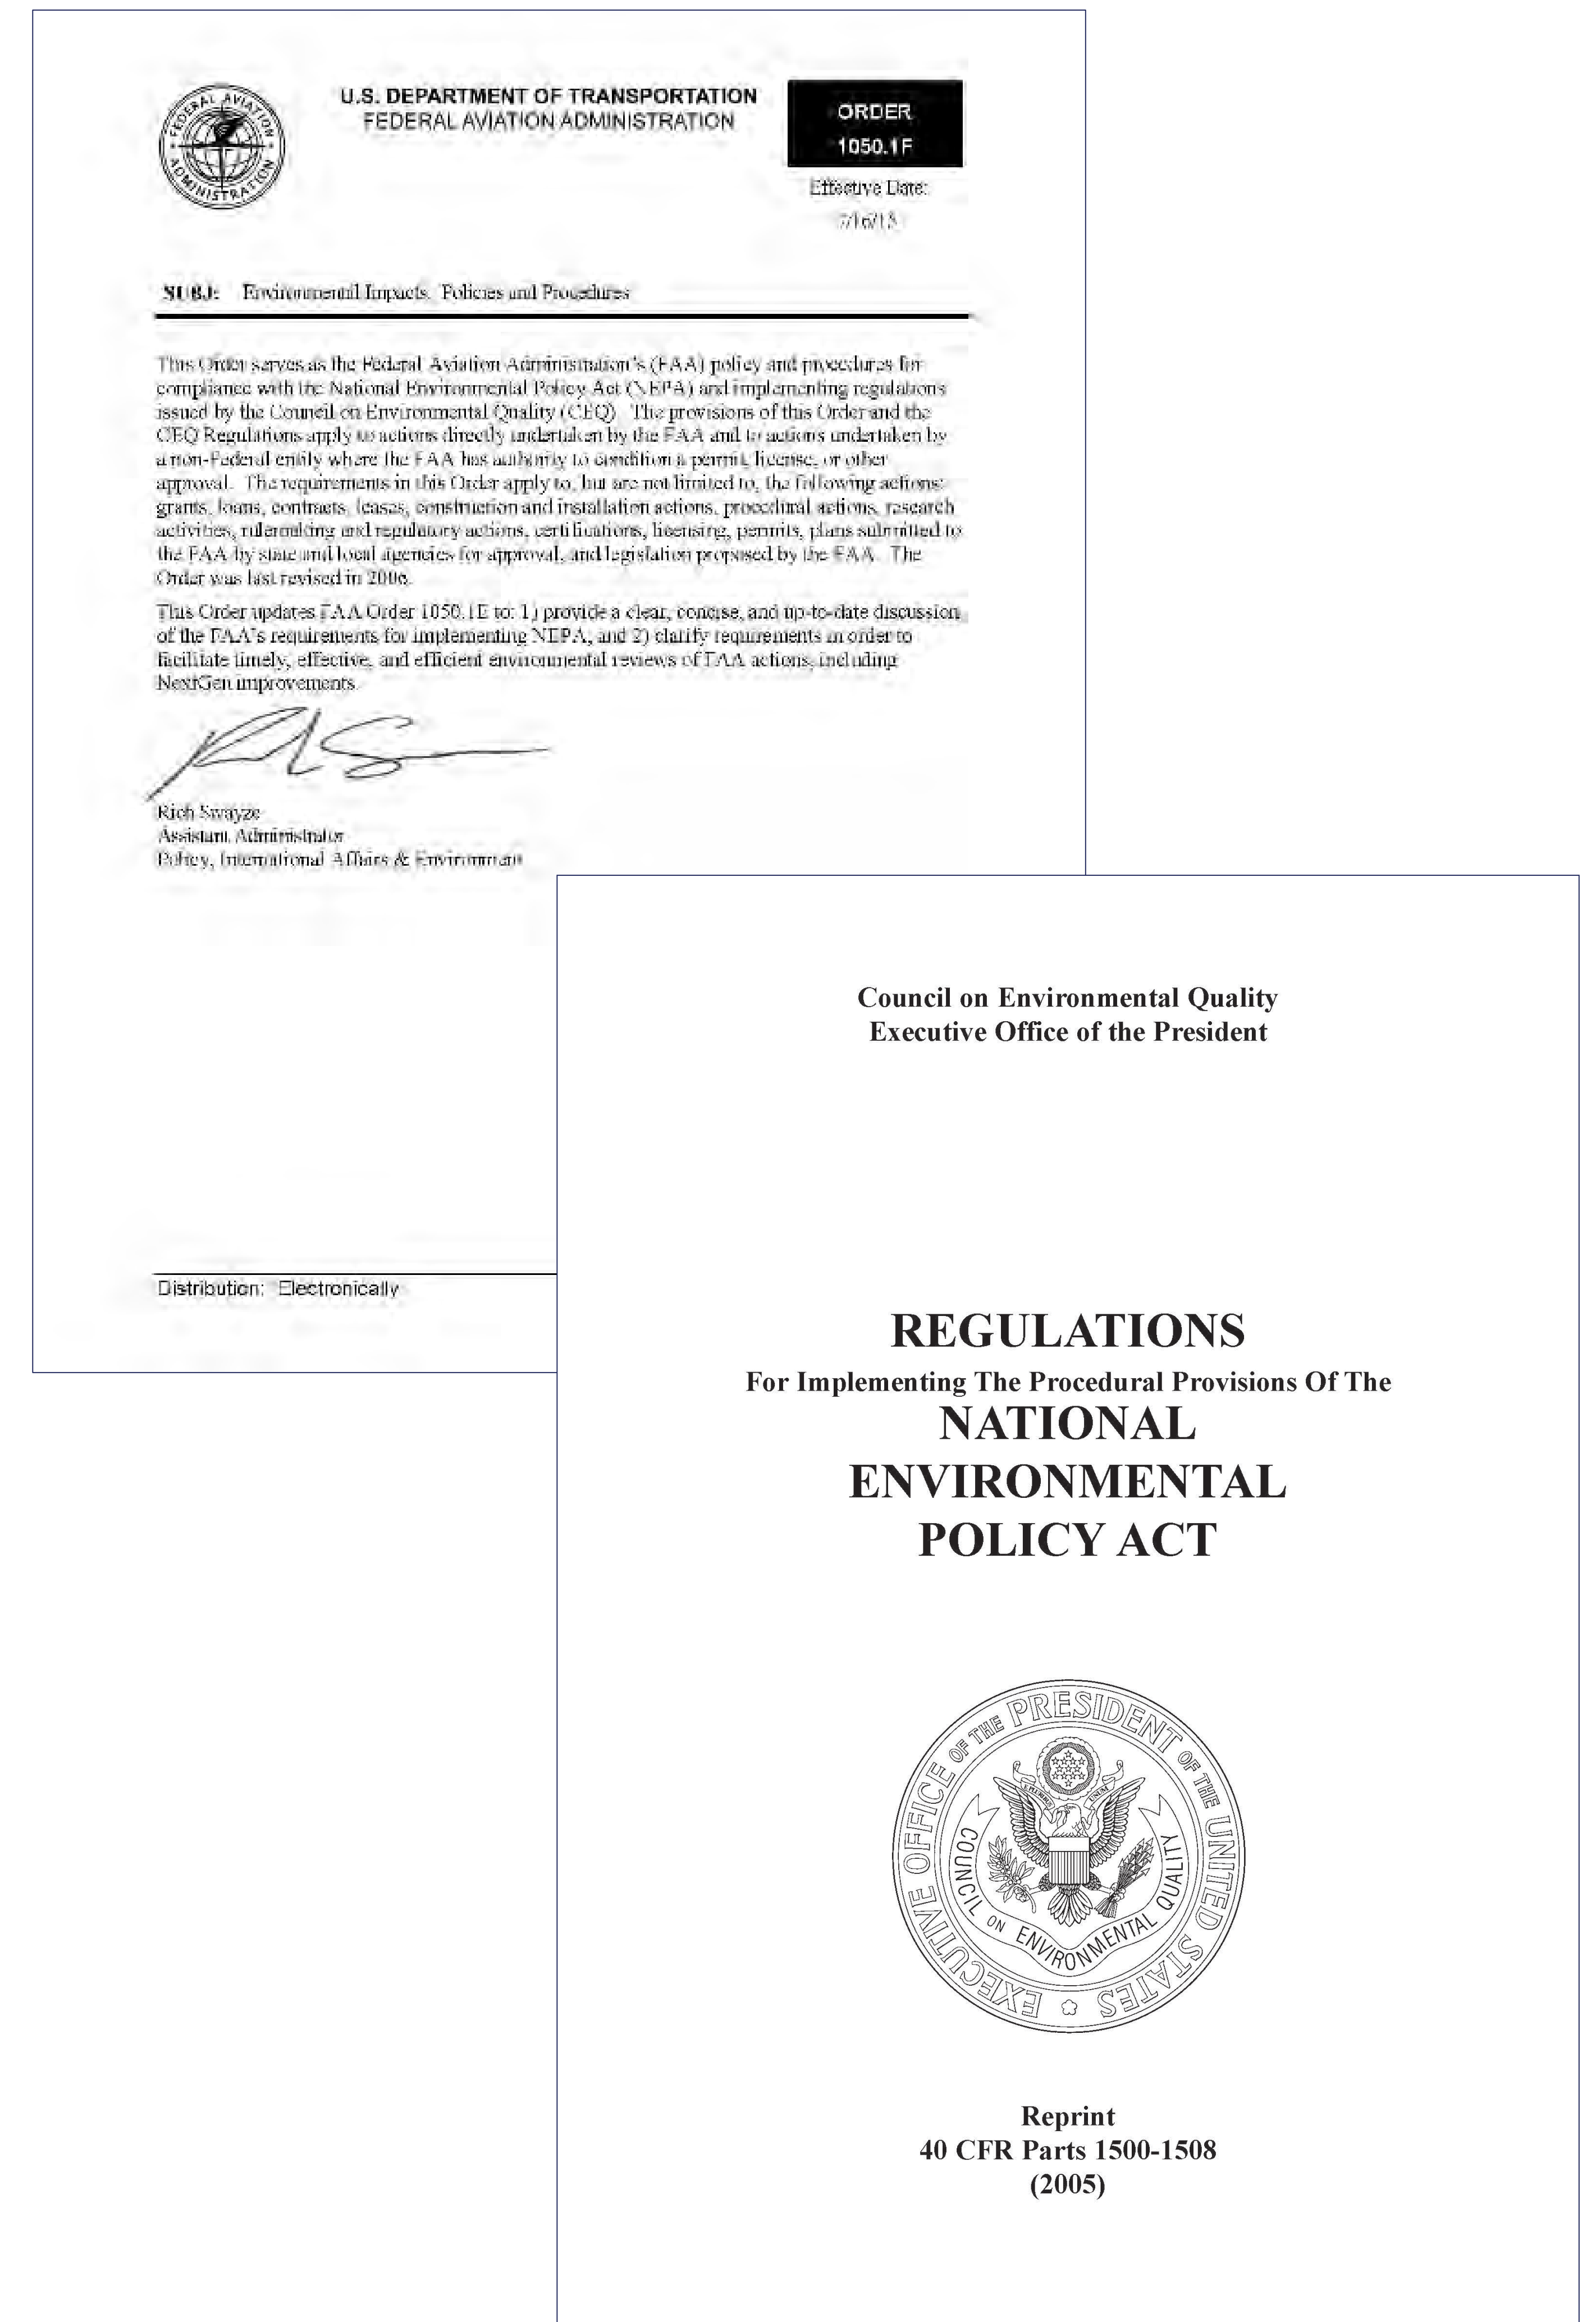 FEDERAL AVIATION
ADMINISTRATION
U.S. DEPARTMENT OF TRANSPORTATION
FEDERAL AVIATION ADMINISTRATION
ORDER
1050.1F
Effective Date:
7/16/15
SUBJ: Environmental Impacts: Policies and Procedures
This Order serves as the Federal Aviation Administration's (FAA) policy and procedures for
compliance with the National Environmental Policy Act (NEPA) and implementing regulations
issued by the Council on Environmental Quality (CEQ). The provisions of this Order and the
CEQ Regulations apply to actions directly undertaken by the FAA and to actions undertaken by
a non-Federal entity where the FAA has authority to condition a permit, license, or other
approval. The requirements in this Order apply to, but are not limited to, the following actions:
grants, loans, contracts, leases, construction and installation actions, procedural actions, research
activities, rulemaking and regulatory actions, certifications, licensing, permits, plans submitted to
the FAA by state and local agencies for approval, and legislation proposed by the FAA. The
Order was last revised in 2006.
This Order updates FAA Order 1050.1E to: 1) provide a clear, concise, and up-to-date discussion
of the FAA's requirements for implementing NEPA, and 2) clarify requirements in order to
facilitate timely, effective, and efficient environmental reviews of FAA actions, including
NextGen improvements.
Rich Swayze
Assistant Administrator
Policy, International Affairs & Environment
Distribution: Electronically
Council on Environmental Quality
Executive Office of the President
REGULATIONS
For Implementing The Procedural Provisions Of The
NATIONAL
ENVIRONMENTAL
POLICY ACT
EXECUTIVE OFFICE OF THE PRESIDENT OF THE UNITED STATES
E PLURIBUS UNUM
COUNCIL ON ENVIRONMENTAL QUALITY
Reprint
40 CFR Parts 1500-1508
(2005)